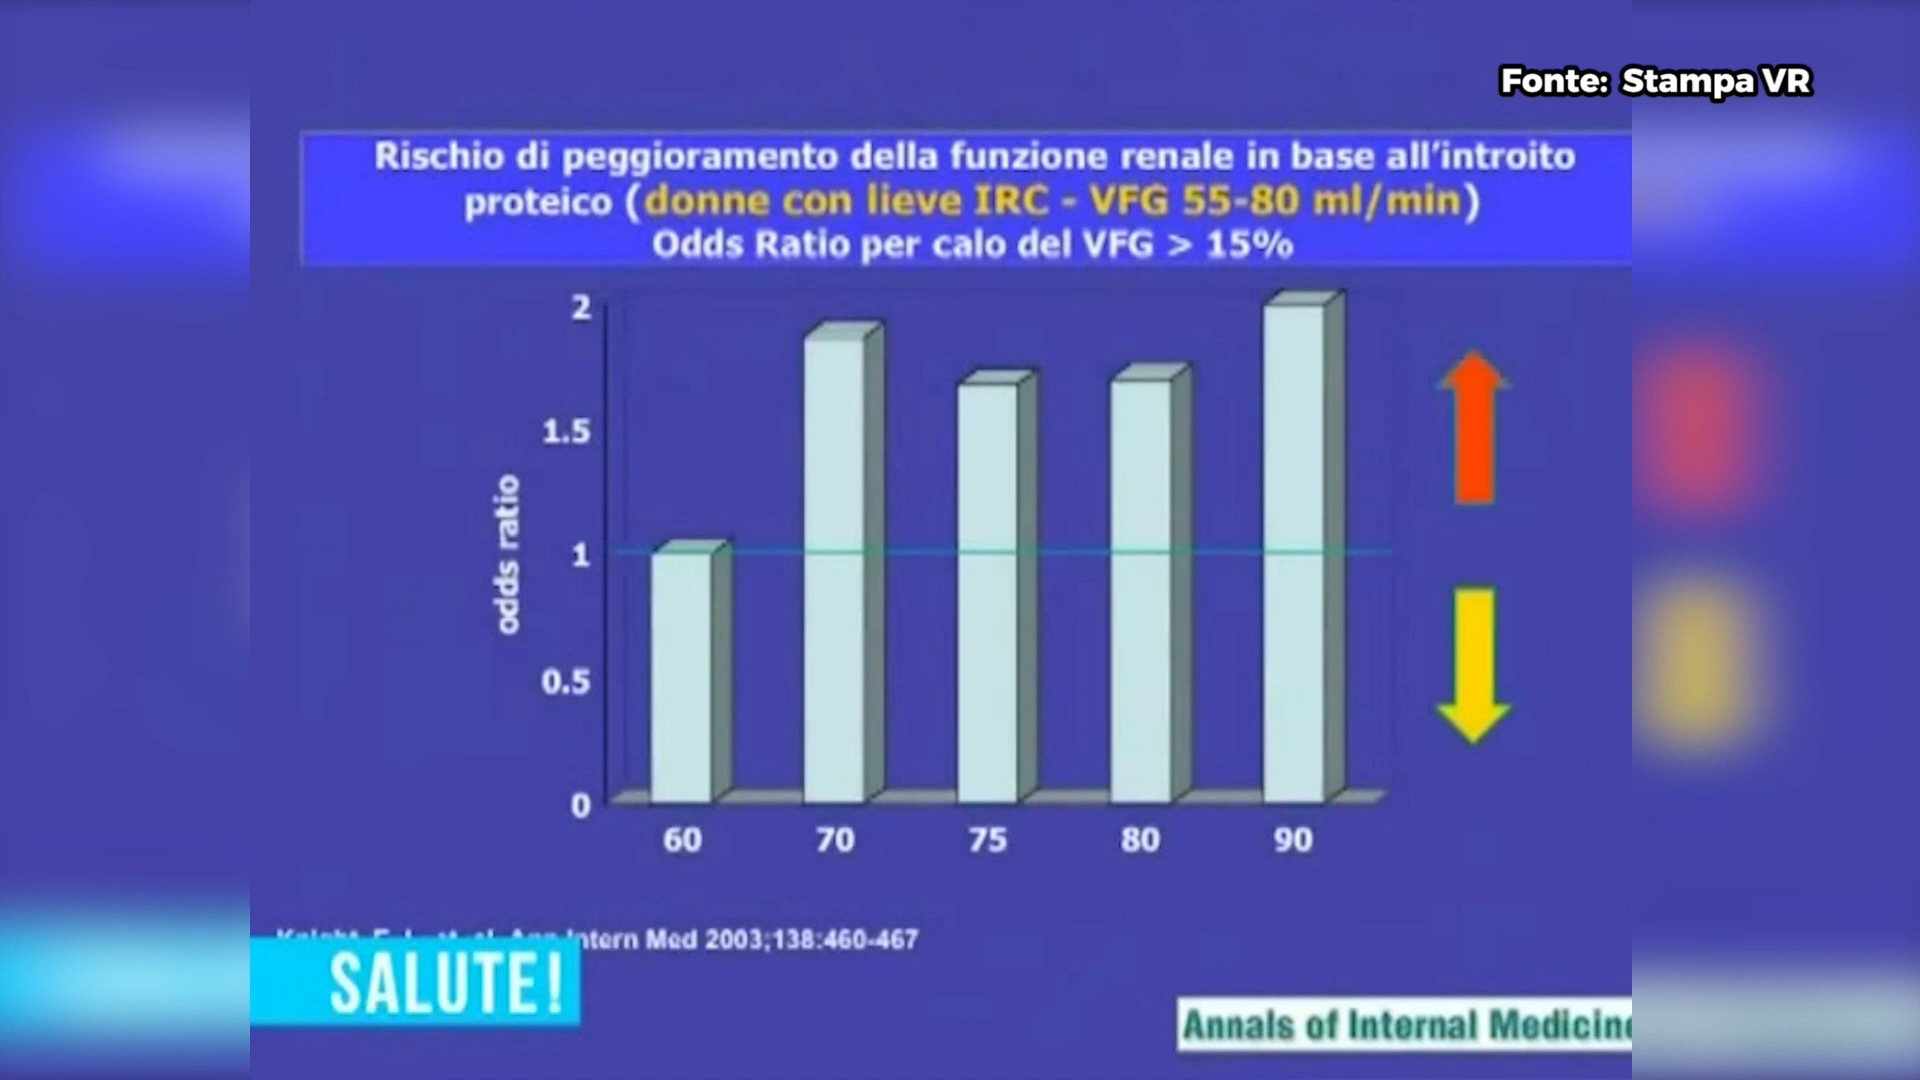 Fonte: Stampa VR
Rischio di peggioramento della funzione renale in base all'introito
proteico (donne con lieve IRC - VFG 55-80 ml/min)
Odds Ratio per calo del VFG > 15%
2
1.5
1
0.5
0
odds ratio
60 70 75 80 90
Intern Med 2003;138:460-467
SALUTE!
Annals of Internal Medicine